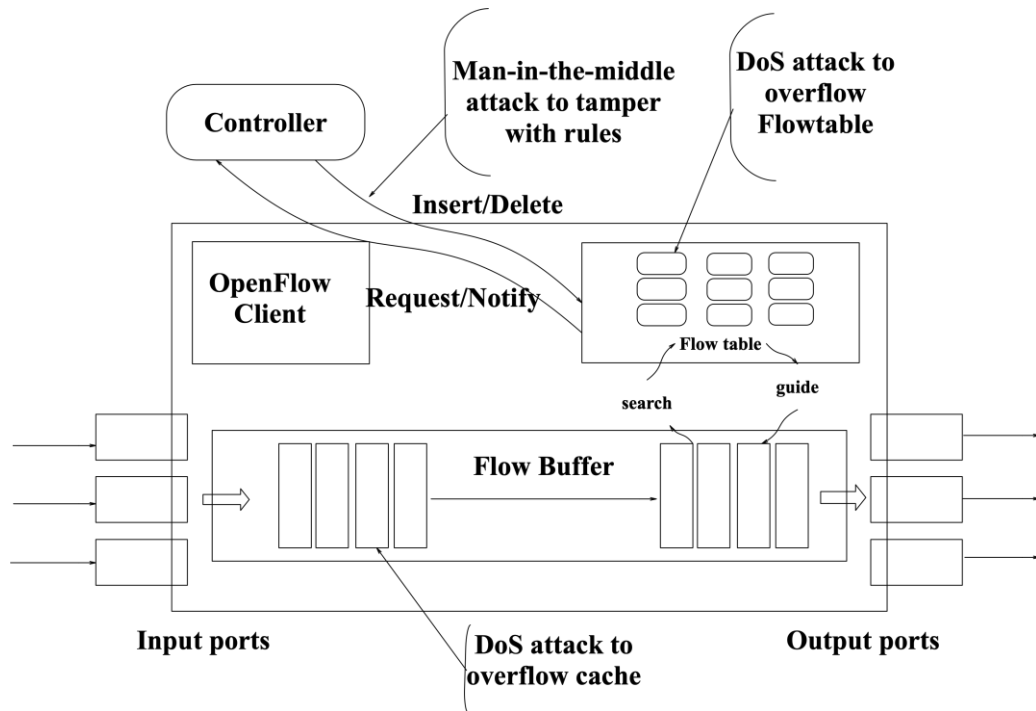 Controller
Man-in-the-middle
attack to tamper
with rules
DoS attack to
overflow
Flowtable
Insert/Delete
OpenFlow
Client
Request/Notify
Flow table
search
guide
Flow Buffer
Input ports
DoS attack to
overflow cache
Output ports